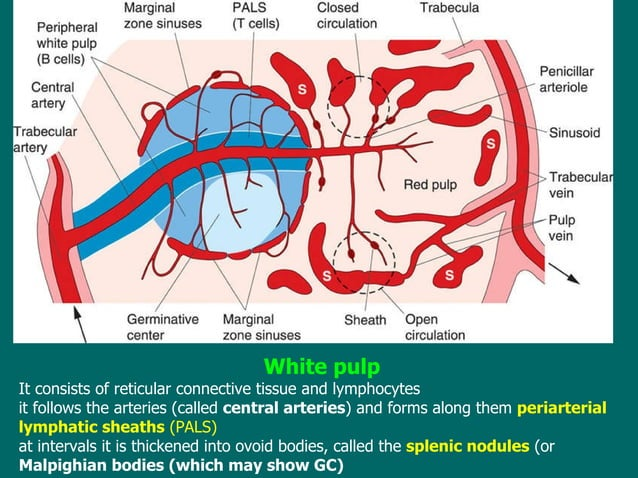 Marginal
zone sinuses
PALS
(T cells)
Closed
circulation
Trabecula
Peripheral
white pulp
(B cells)
Central
artery
Trabecular
artery
Penicillar
arteriole
Sinusoid
Trabecular
vein
Pulp
vein
S
S
Red pulp
S
S
Germinative
center
Marginal
zone sinuses
Sheath
Open
circulation
White pulp
It consists of reticular connective tissue and lymphocytes
it follows the arteries (called central arteries) and forms along them periarterial
lymphatic sheaths (PALS)
at intervals it is thickened into ovoid bodies, called the splenic nodules (or
Malpighian bodies (which may show GC)